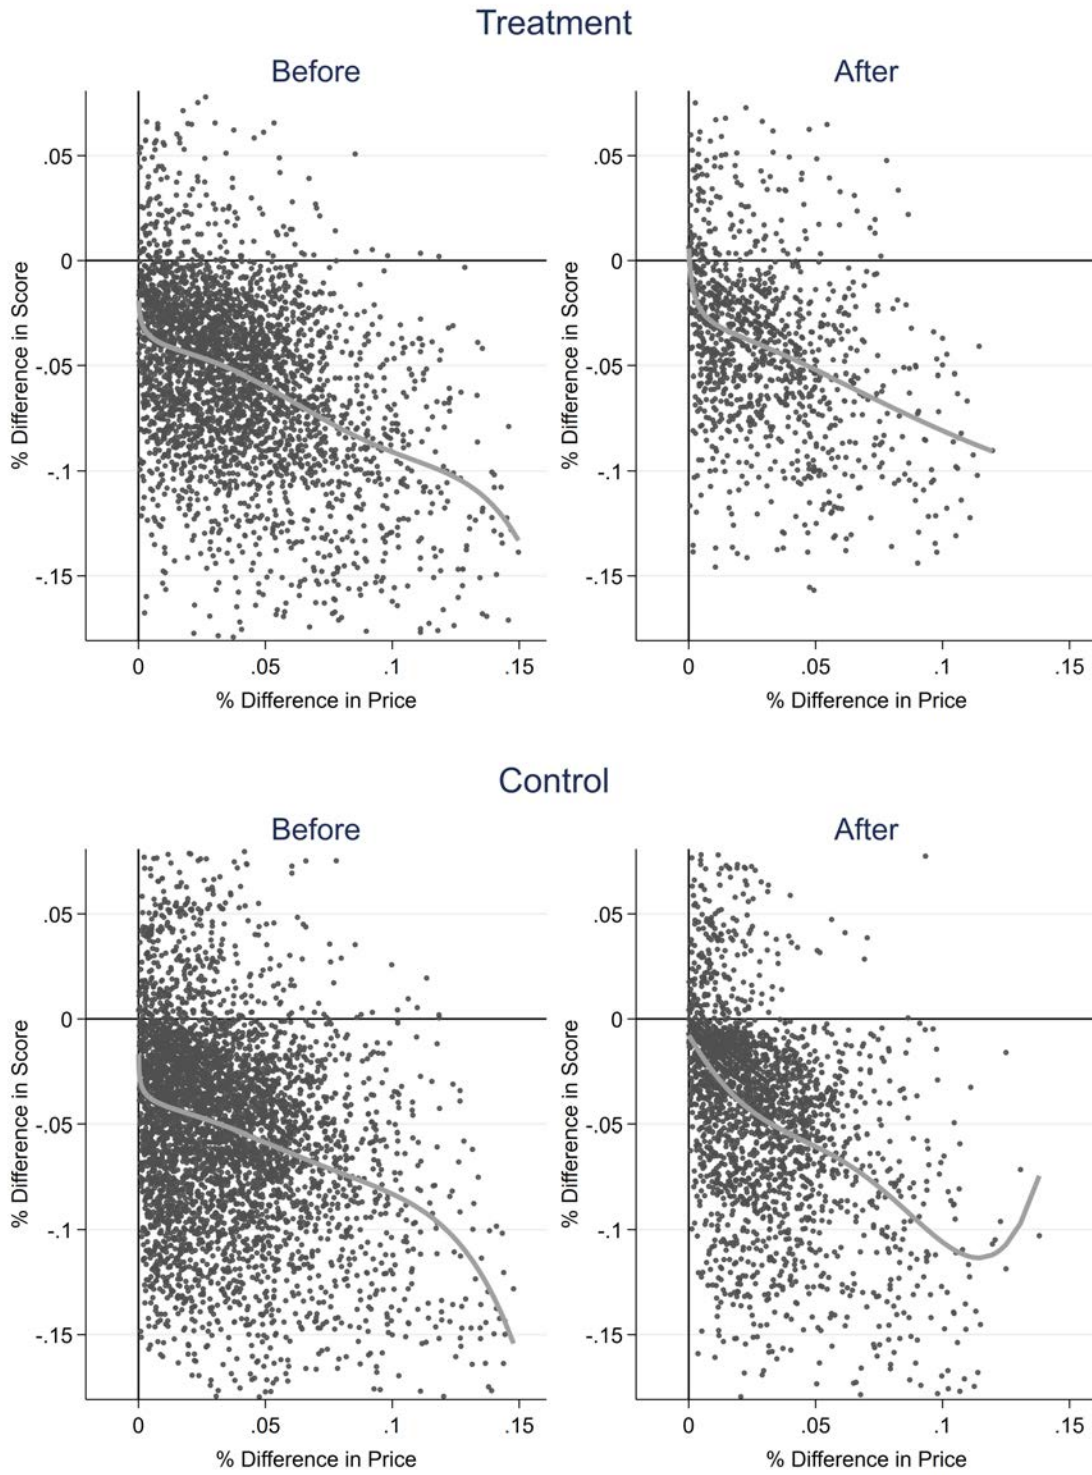 Treatment
Before
After
.05
0
-.05
-.1
-.15
% Difference in Score
0
.05
.1
.15
% Difference in Price
.05
0
-.05
-.1
-.15
% Difference in Score
0
.05
.1
.15
% Difference in Price
Control
Before
After
.05
0
-.05
-.1
-.15
% Difference in Score
0
.05
.1
.15
% Difference in Price
.05
0
-.05
-.1
-.15
% Difference in Score
0
.05
.1
.15
% Difference in Price